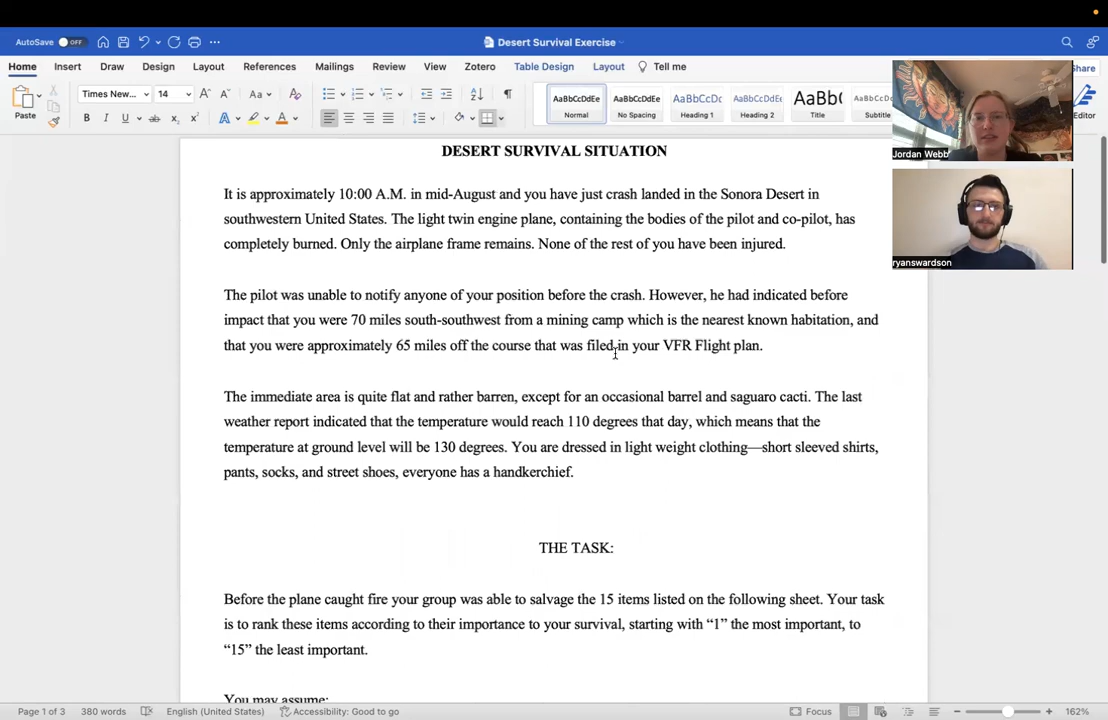 AutoSave OFF
Desert Survival Exercise
Home Insert Draw Design Layout References Mailings Review View Zotero Table Design Layout Tell me
Share
Paste
Times New... 14
Aa
AaBbCcDdEe AaBbCcDdEe AaBbCcDc AaBbCcDdEe AaBb( AaBbCcDdEe
Normal No Spacing Heading 1 Heading 2 Title Subtitle
Editor
Jordan Webb
ryanswardson
DESERT SURVIVAL SITUATION
It is approximately 10:00 A.M. in mid-August and you have just crash landed in the Sonora Desert in
southwestern United States. The light twin engine plane, containing the bodies of the pilot and co-pilot, has
completely burned. Only the airplane frame remains. None of the rest of you have been injured.
The pilot was unable to notify anyone of your position before the crash. However, he had indicated before
impact that you were 70 miles south-southwest from a mining camp which is the nearest known habitation, and
that you were approximately 65 miles off the course that was filed in your VFR Flight plan.
The immediate area is quite flat and rather barren, except for an occasional barrel and saguaro cacti. The last
weather report indicated that the temperature would reach 110 degrees that day, which means that the
temperature at ground level will be 130 degrees. You are dressed in light weight clothing—short sleeved shirts,
pants, socks, and street shoes, everyone has a handkerchief.
THE TASK:
Before the plane caught fire your group was able to salvage the 15 items listed on the following sheet. Your task
is to rank these items according to their importance to your survival, starting with “1” the most important, to
“15” the least important.
You may assume:
Page 1 of 3 380 words English (United States) Accessibility: Good to go Focus 162%